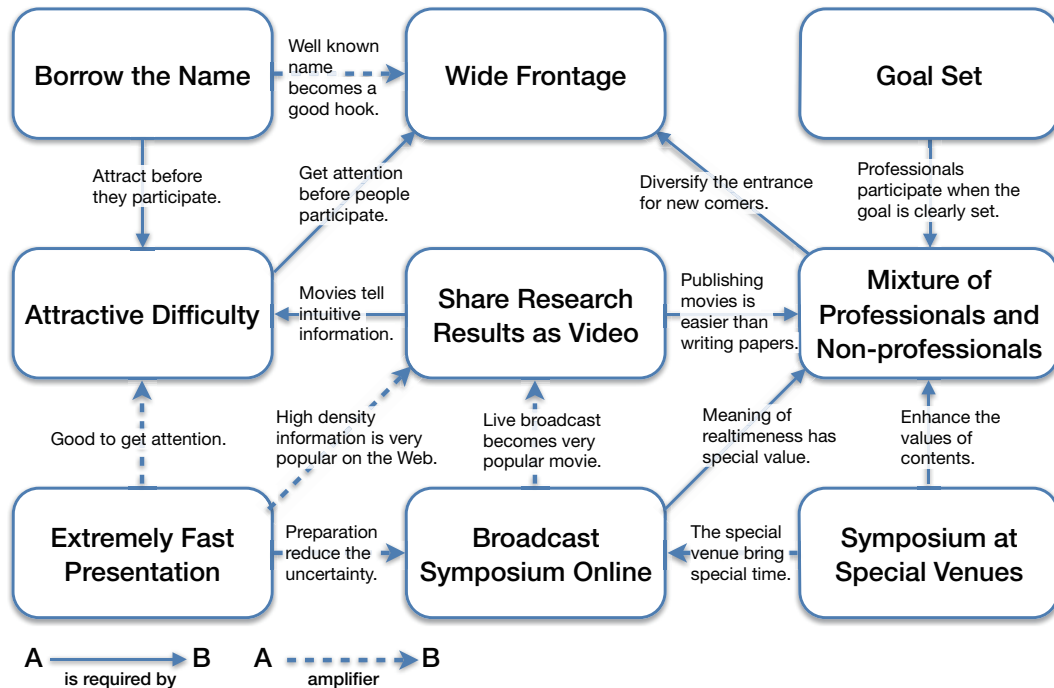 Borrow the Name
Well known
name
becomes a
good hook.
Wide Frontage
Goal Set
Attract before
they participate.
Get attention
before people
participate.
Diversify the entrance
for new comers.
Professionals
participate when the
goal is clearly set.
Attractive Difficulty
Movies tell
intuitive
information.
Share Research
Results as Video
Publishing
movies is
easier than
writing papers.
Mixture of
Professionals and
Non-professionals
Good to get attention.
High density
information is very
popular on the Web.
Live broadcast
becomes very
popular movie.
Meaning of
realtimeness has
special value.
Enhance the
values of
contents.
Extremely Fast
Presentation
Preparation
reduce the
uncertainty.
Broadcast
Symposium Online
The special
venue bring
special time.
Symposium at
Special Venues
A B
is required by
A B
amplifier